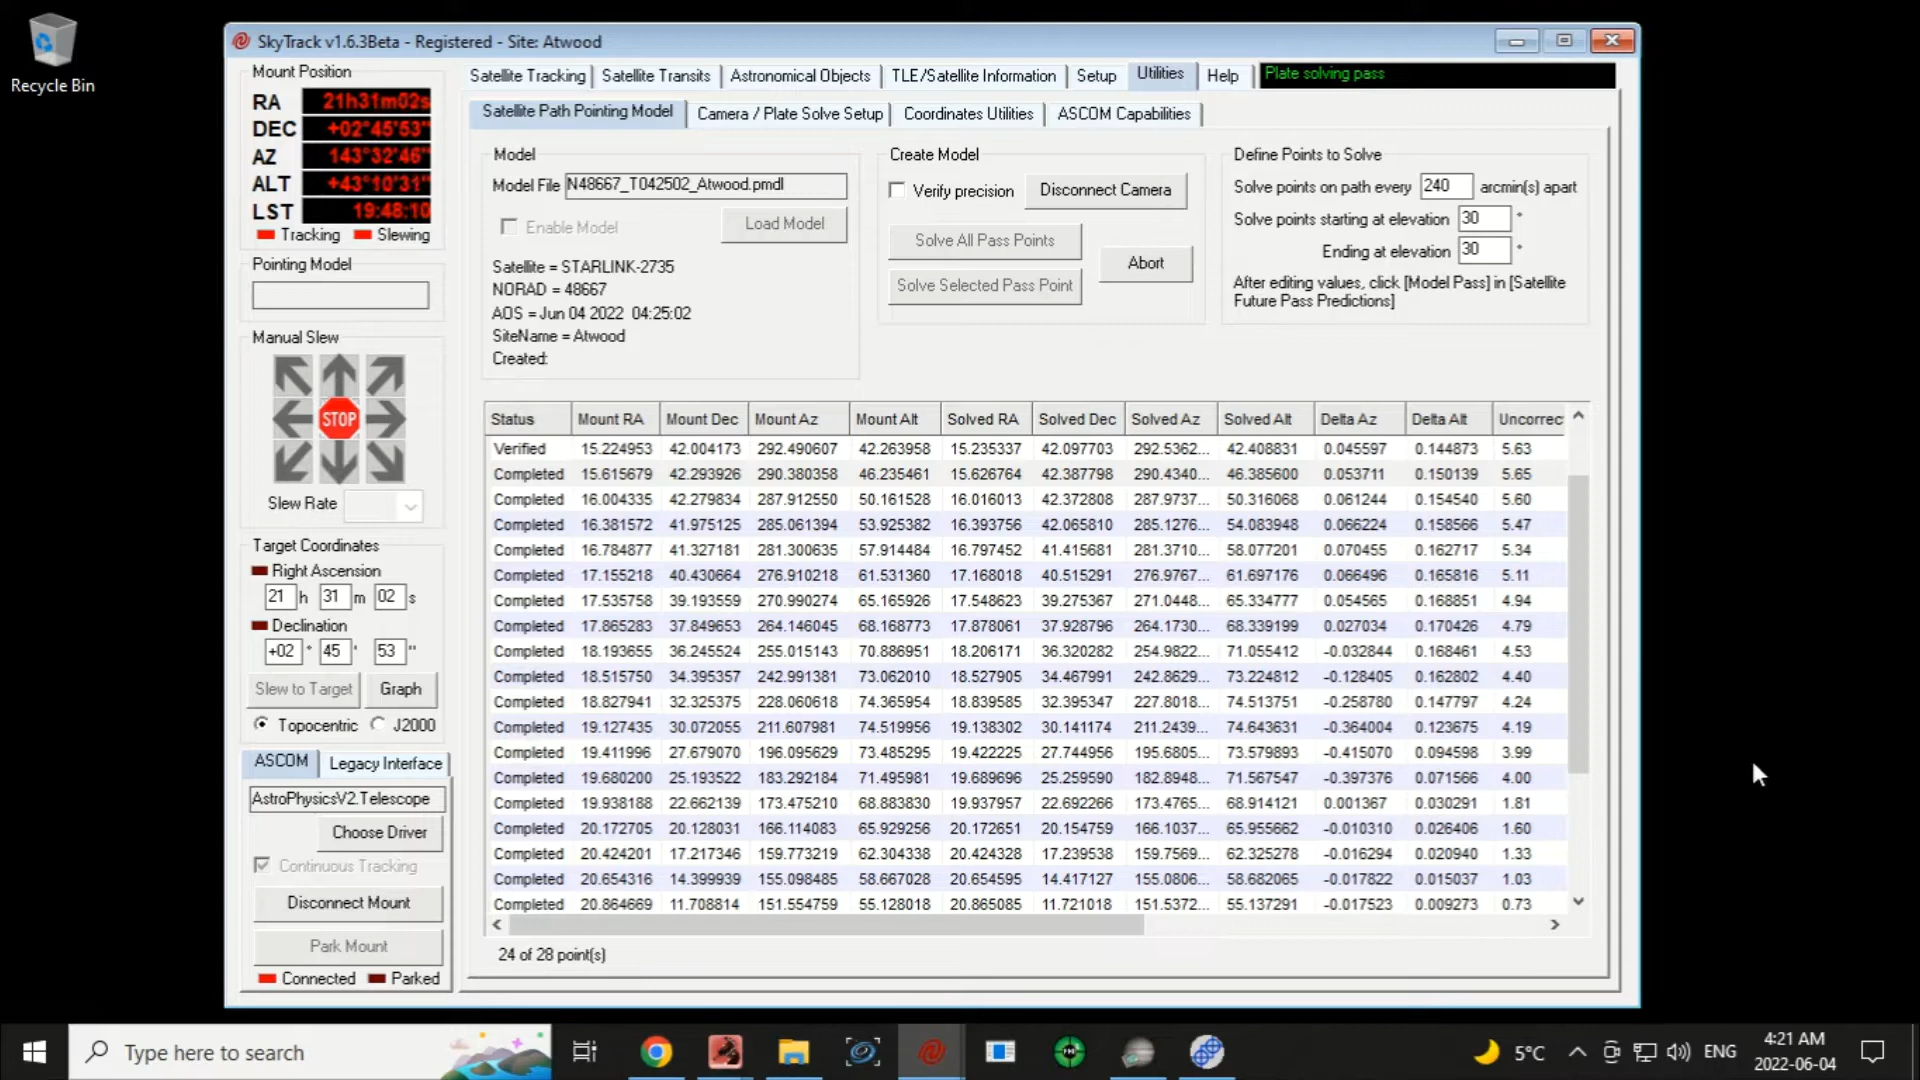 Recycle Bin
SkyTrack v1.6.3Beta - Registered - Site: Atwood
Mount Position
RA 21h31m02s
DEC +02°45'53"
AZ 143°32'46"
ALT +43°10'31"
LST 19:48:10
Tracking Slewing
Pointing Model
Manual Slew
STOP
Slew Rate
Target Coordinates
Right Ascension
21 h 31 m 02 s
Declination
+02 ° 45 ' 53 "
Slew to Target Graph
Topocentric J2000
ASCOM Legacy Interface
AstroPhysicsV2.Telescope
Choose Driver
Continuous Tracking
Disconnect Mount
Park Mount
Connected Parked
Satellite Tracking Satellite Transits Astronomical Objects TLE/Satellite Information Setup Utilities Help Plate solving pass
Satellite Path Pointing Model Camera / Plate Solve Setup Coordinates Utilities ASCOM Capabilities
Model
Model File N48667_T042502_Atwood.pmdl
Enable Model Load Model
Satellite = STARLINK-2735
NORAD = 48667
AOS = Jun 04 2022 04:25:02
SiteName = Atwood
Created:
Create Model
Verify precision Disconnect Camera
Solve All Pass Points
Abort
Solve Selected Pass Point
Define Points to Solve
Solve points on path every 240 arcmin(s) apart
Solve points starting at elevation 30 °
Ending at elevation 30 °
After editing values, click [Model Pass] in [Satellite
Future Pass Predictions]
Status Mount RA Mount Dec Mount Az Mount Alt Solved RA Solved Dec Solved Az Solved Alt Delta Az Delta Alt Uncorrec
Verified 15.224953 42.004173 292.490607 42.263958 15.235337 42.097703 292.5362... 42.408831 0.045597 0.144873 5.63
Completed 15.615679 42.293926 290.380358 46.235461 15.626764 42.387798 290.4340... 46.385600 0.053711 0.150139 5.65
Completed 16.004335 42.279834 287.912550 50.161528 16.016013 42.372808 287.9737... 50.316068 0.061244 0.154540 5.60
Completed 16.381572 41.975125 285.061394 53.925382 16.393756 42.065810 285.1276... 54.083948 0.066224 0.158566 5.47
Completed 16.784877 41.327181 281.300635 57.914484 16.797452 41.415681 281.3710... 58.077201 0.070455 0.162717 5.34
Completed 17.155218 40.430664 276.910218 61.531360 17.168018 40.515291 276.9767... 61.697176 0.066496 0.165816 5.11
Completed 17.535758 39.193559 270.990274 65.165926 17.548623 39.275367 271.0448... 65.334777 0.054565 0.168851 4.94
Completed 17.865283 37.849653 264.146045 68.168773 17.878061 37.928796 264.1730... 68.339199 0.027034 0.170426 4.79
Completed 18.193655 36.245524 255.015143 70.886951 18.206171 36.320282 254.9822... 71.055412 -0.032844 0.168461 4.53
Completed 18.515750 34.395357 242.991381 73.062010 18.527905 34.467991 242.8629... 73.224812 -0.128405 0.162802 4.40
Completed 18.827941 32.325375 228.060618 74.365954 18.839585 32.395347 227.8018... 74.513751 -0.258780 0.147797 4.24
Completed 19.127435 30.072055 211.607981 74.519956 19.138302 30.141174 211.2439... 74.643631 -0.364004 0.123675 4.19
Completed 19.411996 27.679070 196.095629 73.485295 19.422225 27.744956 195.6805... 73.579893 -0.415070 0.094598 3.99
Completed 19.680200 25.193522 183.292184 71.495981 19.689696 25.259590 182.8948... 71.567547 -0.397376 0.071566 4.00
Completed 19.938188 22.662139 173.475210 68.883830 19.937957 22.692266 173.4765... 68.914121 0.001367 0.030291 1.81
Completed 20.172705 20.128031 166.114083 65.929256 20.172651 20.154759 166.1037... 65.955662 -0.010310 0.026406 1.60
Completed 20.424201 17.217346 159.773219 62.304338 20.424328 17.239538 159.7569... 62.325278 -0.016294 0.020940 1.33
Completed 20.654316 14.399939 155.098485 58.667028 20.654595 14.417127 155.0806... 58.682065 -0.017822 0.015037 1.03
Completed 20.864669 11.708814 151.554759 55.128018 20.865085 11.721018 151.5372... 55.137291 -0.017523 0.009273 0.73
24 of 28 point(s)
Type here to search
5°C ENG 4:21 AM
2022-06-04